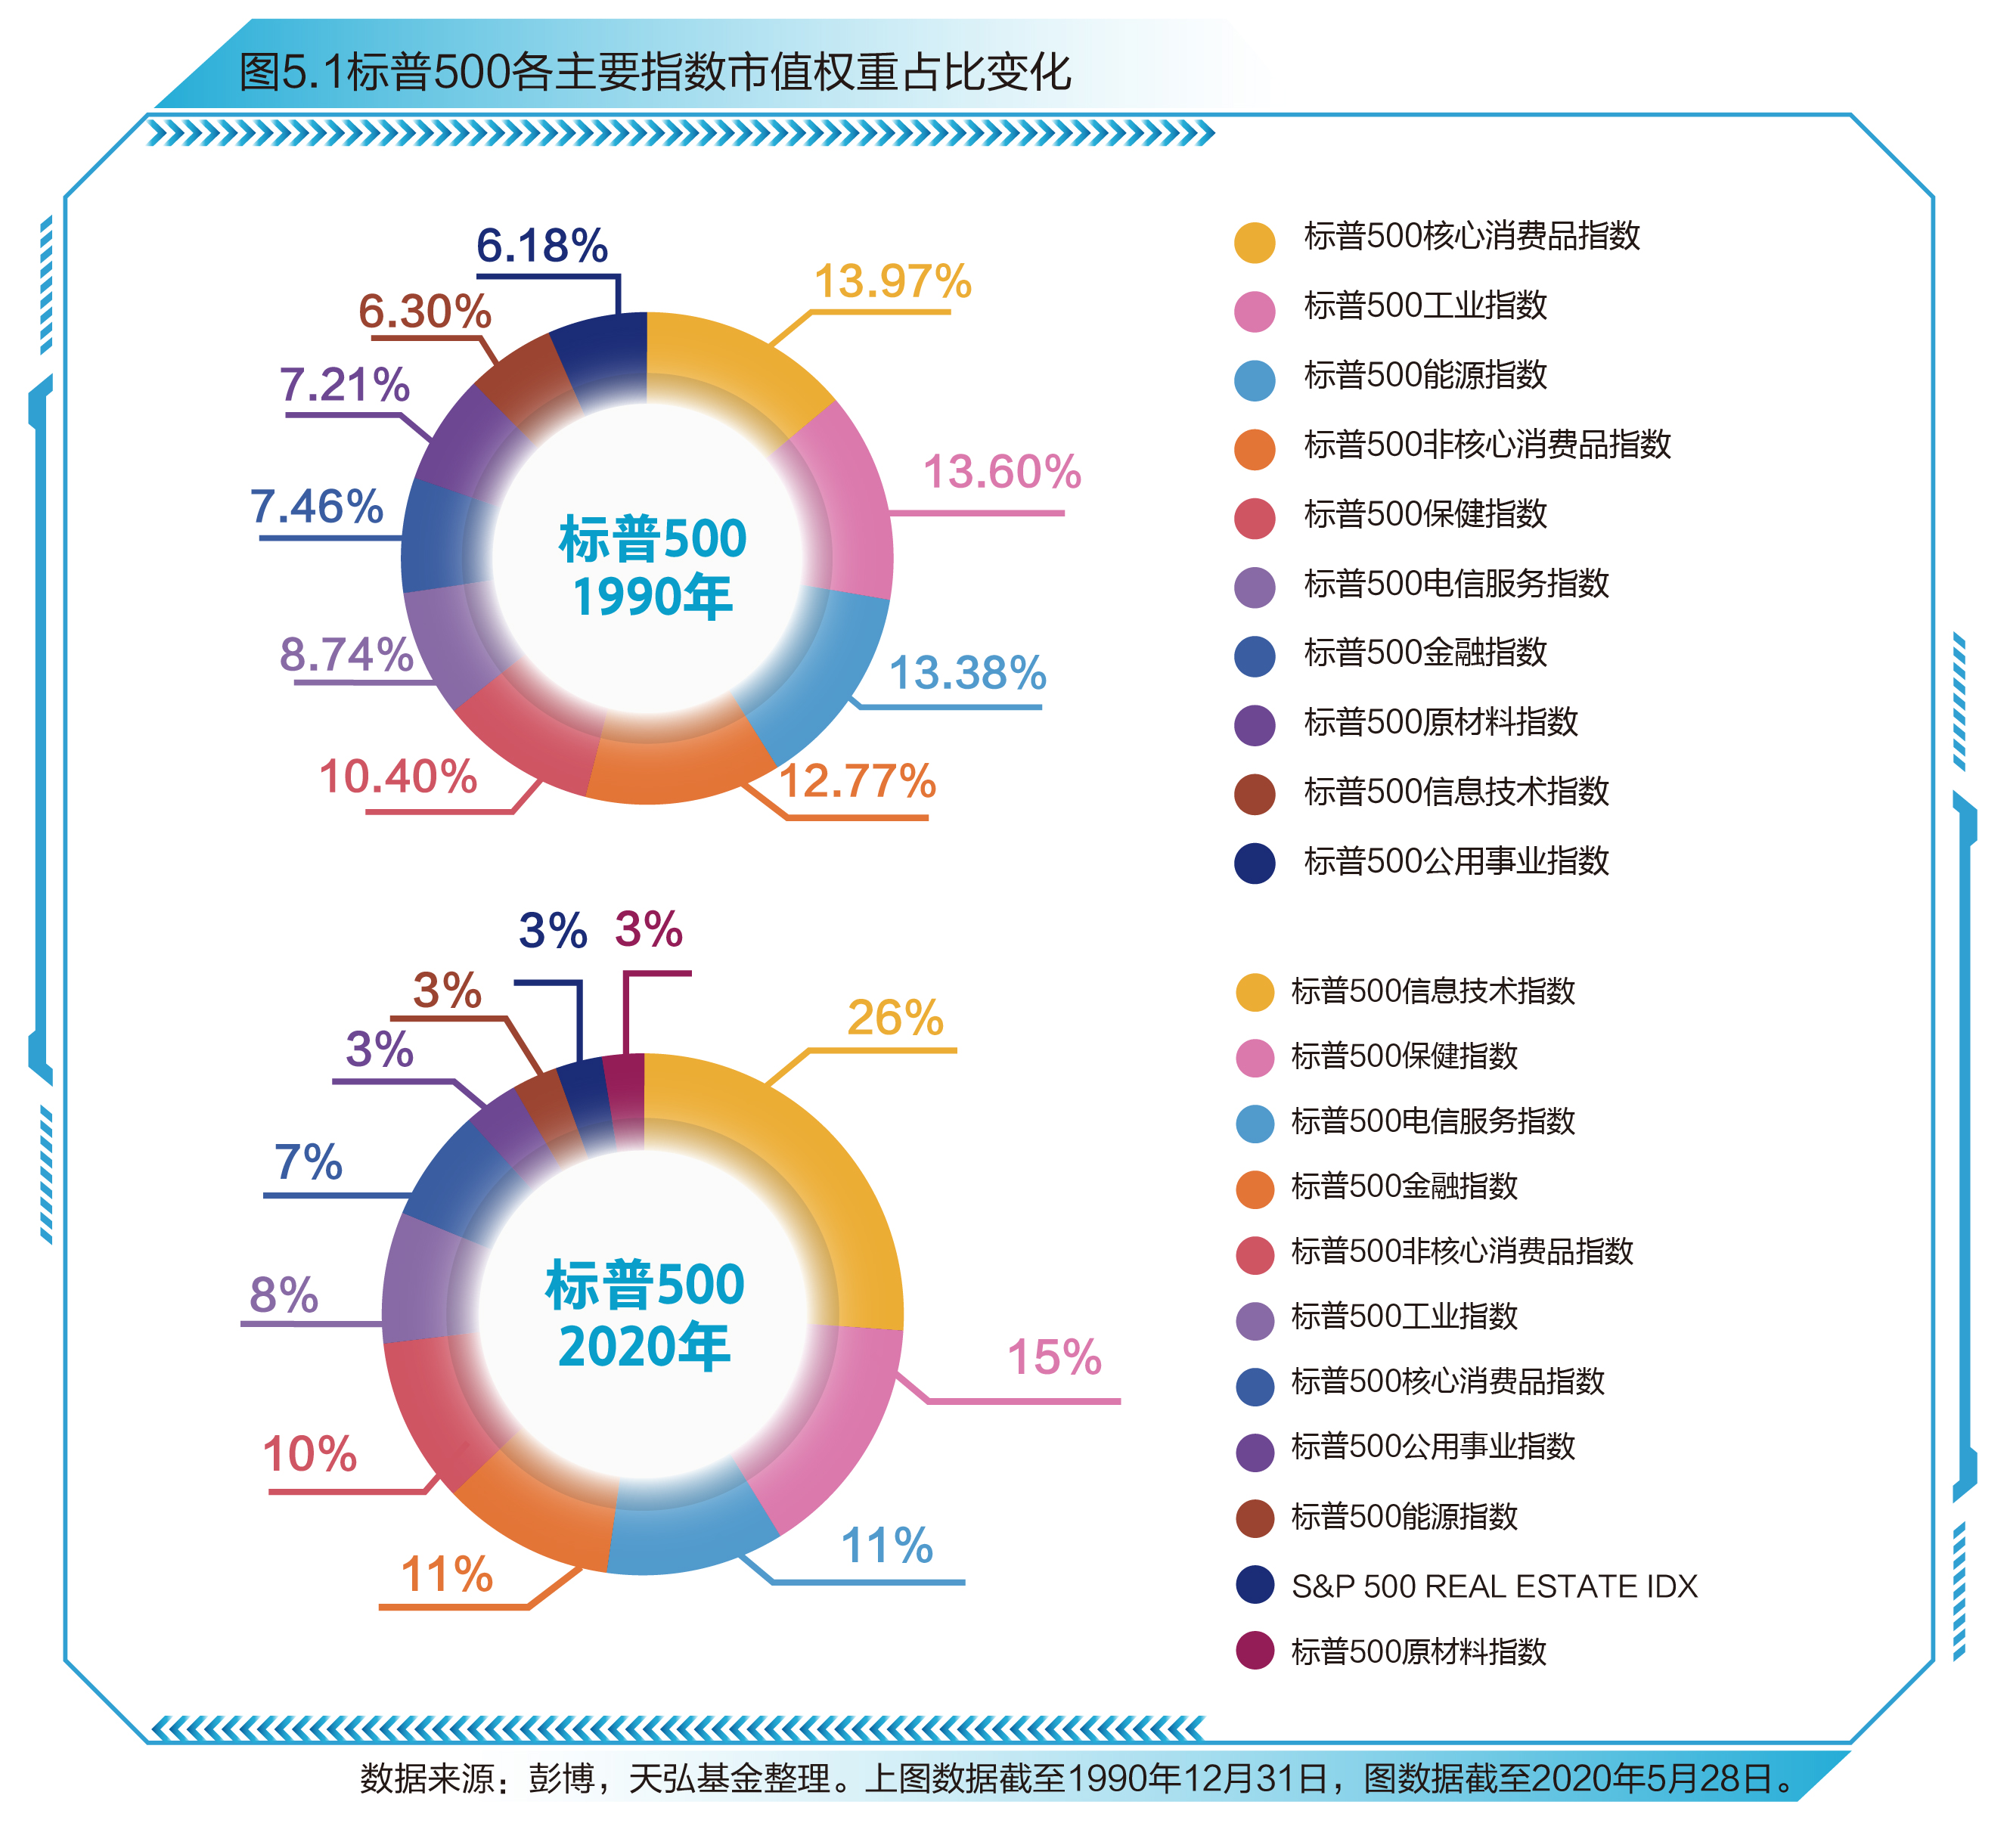 图5.1标普500各主要指数市值权重占比变化
6.18%
13.97%
6.30%
7.21%
13.60%
7.46%
标普500
1990年
8.74%
13.38%
10.40%
12.77%
标普500核心消费品指数
标普500工业指数
标普500能源指数
标普500非核心消费品指数
标普500保健指数
标普500电信服务指数
标普500金融指数
标普500原材料指数
标普500信息技术指数
标普500公用事业指数
3%
3%
3%
26%
3%
7%
标普500
2020年
8%
15%
10%
11%
11%
标普500信息技术指数
标普500保健指数
标普500电信服务指数
标普500金融指数
标普500非核心消费品指数
标普500工业指数
标普500核心消费品指数
标普500公用事业指数
标普500能源指数
S&P 500 REAL ESTATE IDX
标普500原材料指数
数据来源：彭博，天弘基金整理。上图数据截至1990年12月31日，图数据截至2020年5月28日。